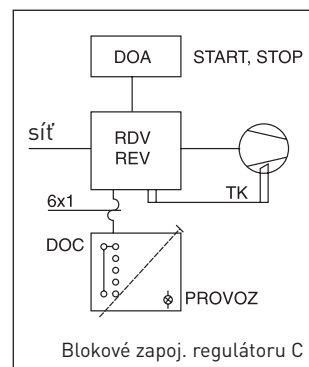 DOA START, STOP
síť
RDV
REV
TK
6x1
DOC
PROVOZ
Blokové zapoj. regulátoru C